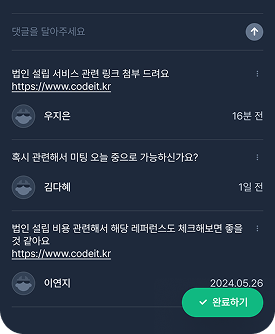 댓글을 달아주세요
법인 설립 서비스 관련 링크 첨부 드려요
https://www.codeit.kr
우지은
16분 전
혹시 관련해서 미팅 오늘 중으로 가능하신가요?
김다혜
1일 전
법인 설립 비용 관련해서 해당 레퍼런스도 체크해보면 좋을
것 같아요
https://www.codeit.kr
이연지
2024.05.26
완료하기